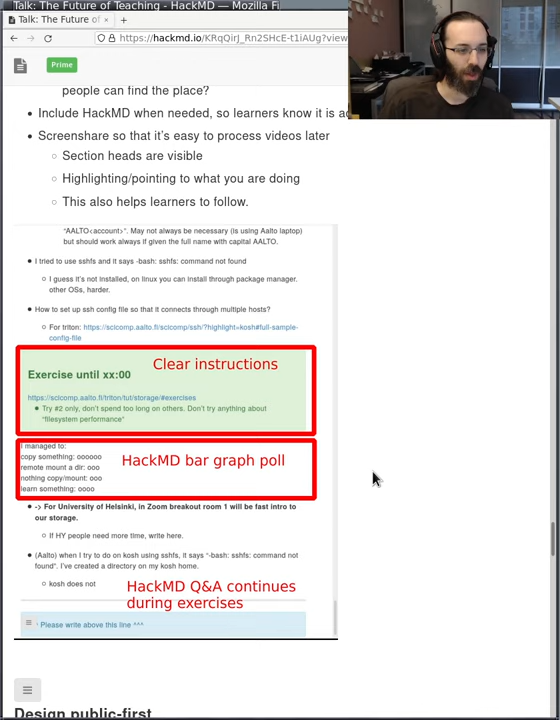 Talk: The Future of Teaching - HackMD — Mozilla Fi
Talk: The Future of
https://hackmd.io/KRqQirJ_Rn2SHcE-t1iAUg?view
Prime
people can find the place?
Include HackMD when needed, so learners know it is
Screenshare so that it's easy to process videos later
Section heads are visible
Highlighting/pointing to what you are doing
This also helps learners to follow.
"AALTO<account>". May not always be necessary (is using Aalto laptop)
but should work always if given the full name with capital AALTO.
I tried to use sshfs and it says -bash: sshfs: command not found
I guess it's not installed, on linux you can install through package manager.
other OSs, harder.
How to set up ssh config file so that it connects through multiple hosts?
For triton: https://scicomp.aalto.fi/scicomp/ssh/?highlight=kosh#full-sample-
config-file
Clear instructions
Exercise until xx:00
https://scicomp.aalto.fi/triton/tut/storage/#exercises
Try #2 only, don't spend too long on others. Don't try anything about
"filesystem performance"
I managed to:
copy something: oooooo
remote mount a dir: ooo
nothing copy/mount: ooo
learn something: oooo
HackMD bar graph poll
-> For University of Helsinki, in Zoom breakout room 1 will be fast intro to
our storage.
If HY people need more time, write here.
(Aalto) when I try to do on kosh using sshfs, it says "-bash: sshfs: command not
found". I've created a directory on my kosh home.
kosh does not
HackMD Q&A continues
during exercises
Please write above this line ^^^
Design public-first